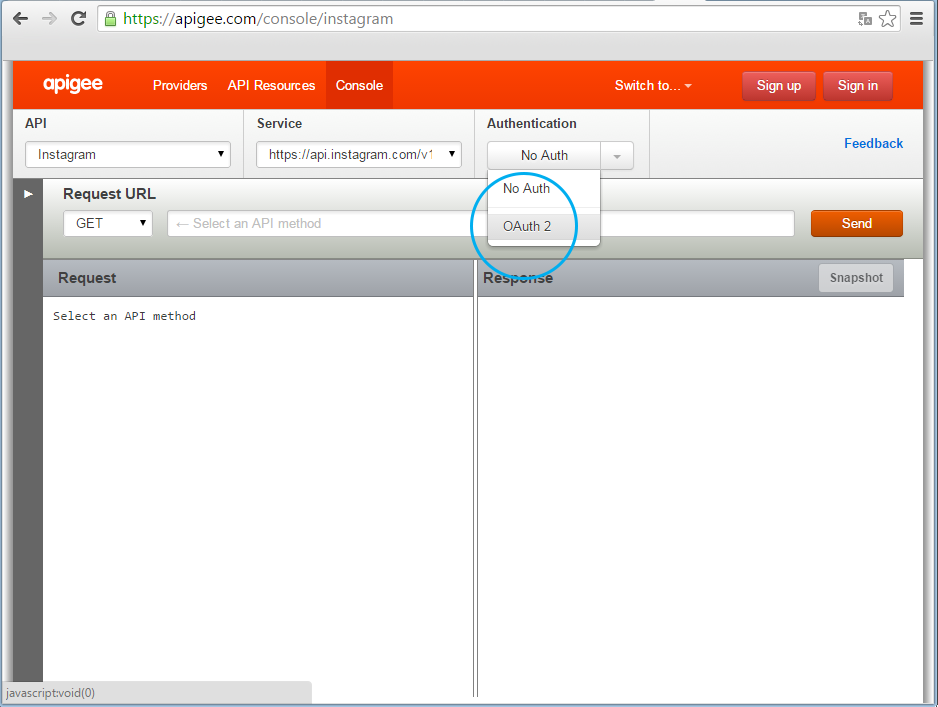 https://apigee.com/console/instagram
apigee
Providers
API Resources
Console
Switch to...
Sign up
Sign in
API
Service
Authentication
Instagram
https://api.instagram.com/v1
No Auth
Feedback
No Auth
OAuth 2
Request URL
GET
← Select an API method
Send
Request
Response
Snapshot
Select an API method
javascript:void(0)